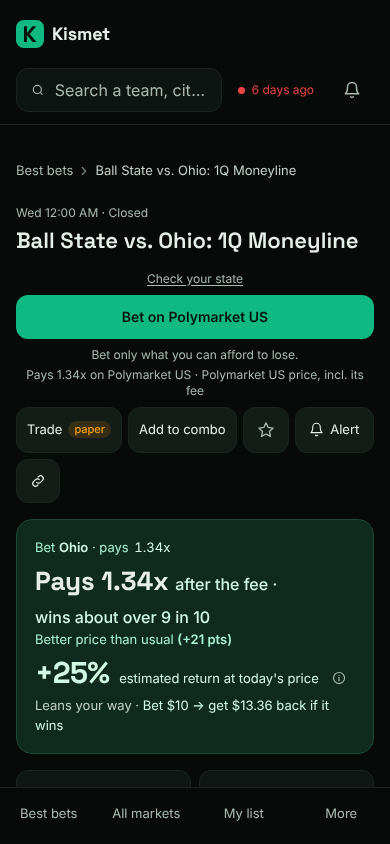 K Kismet
Search a team, cit...
6 days ago
Best bets > Ball State vs. Ohio: 1Q Moneyline
Wed 12:00 AM · Closed
Ball State vs. Ohio: 1Q Moneyline
Check your state
Bet on Polymarket US
Bet only what you can afford to lose.
Pays 1.34x on Polymarket US · Polymarket US price, incl. its
fee
Trade paper
Add to combo
Alert
Bet Ohio · pays 1.34x
Pays 1.34x after the fee ·
wins about over 9 in 10
Better price than usual (+21 pts)
+25% estimated return at today's price
Leans your way · Bet $10 → get $13.36 back if it
wins
Best bets
All markets
My list
More